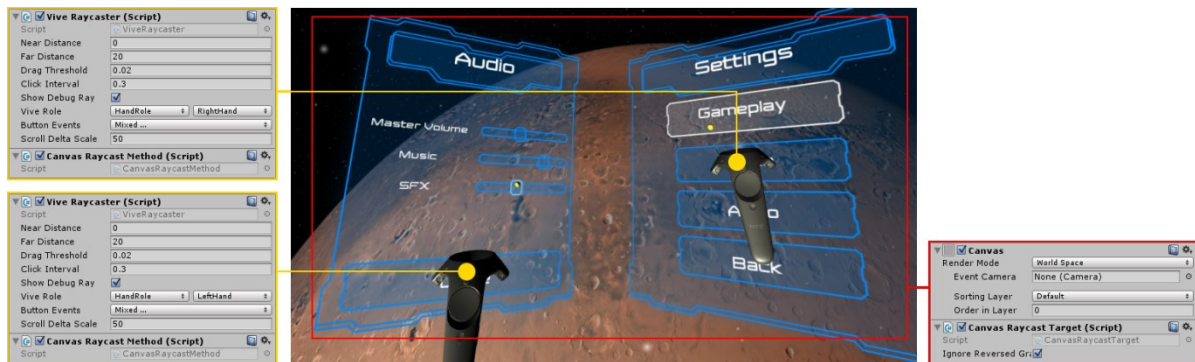 Vive Raycaster (Script)
Script ViveRaycaster
Near Distance 0
Far Distance 20
Drag Threshold 0.02
Click Interval 0.3
Show Debug Ray
Vive Role HandRole RightHand
Button Events Mixed ...
Scroll Delta Scale 50
Canvas Raycast Method (Script)
Script CanvasRaycastMethod
Vive Raycaster (Script)
Script ViveRaycaster
Near Distance 0
Far Distance 20
Drag Threshold 0.02
Click Interval 0.3
Show Debug Ray
Vive Role HandRole LeftHand
Button Events Mixed ...
Scroll Delta Scale 50
Canvas Raycast Method (Script)
Script CanvasRaycastMethod
Audio
Master Volume
Music
SFX
Settings
Gameplay
Back
Canvas
Render Mode World Space
Event Camera None (Camera)
Sorting Layer Default
Order in Layer 0
Canvas Raycast Target (Script)
Script CanvasRaycastTarget
Ignore Reversed Gra